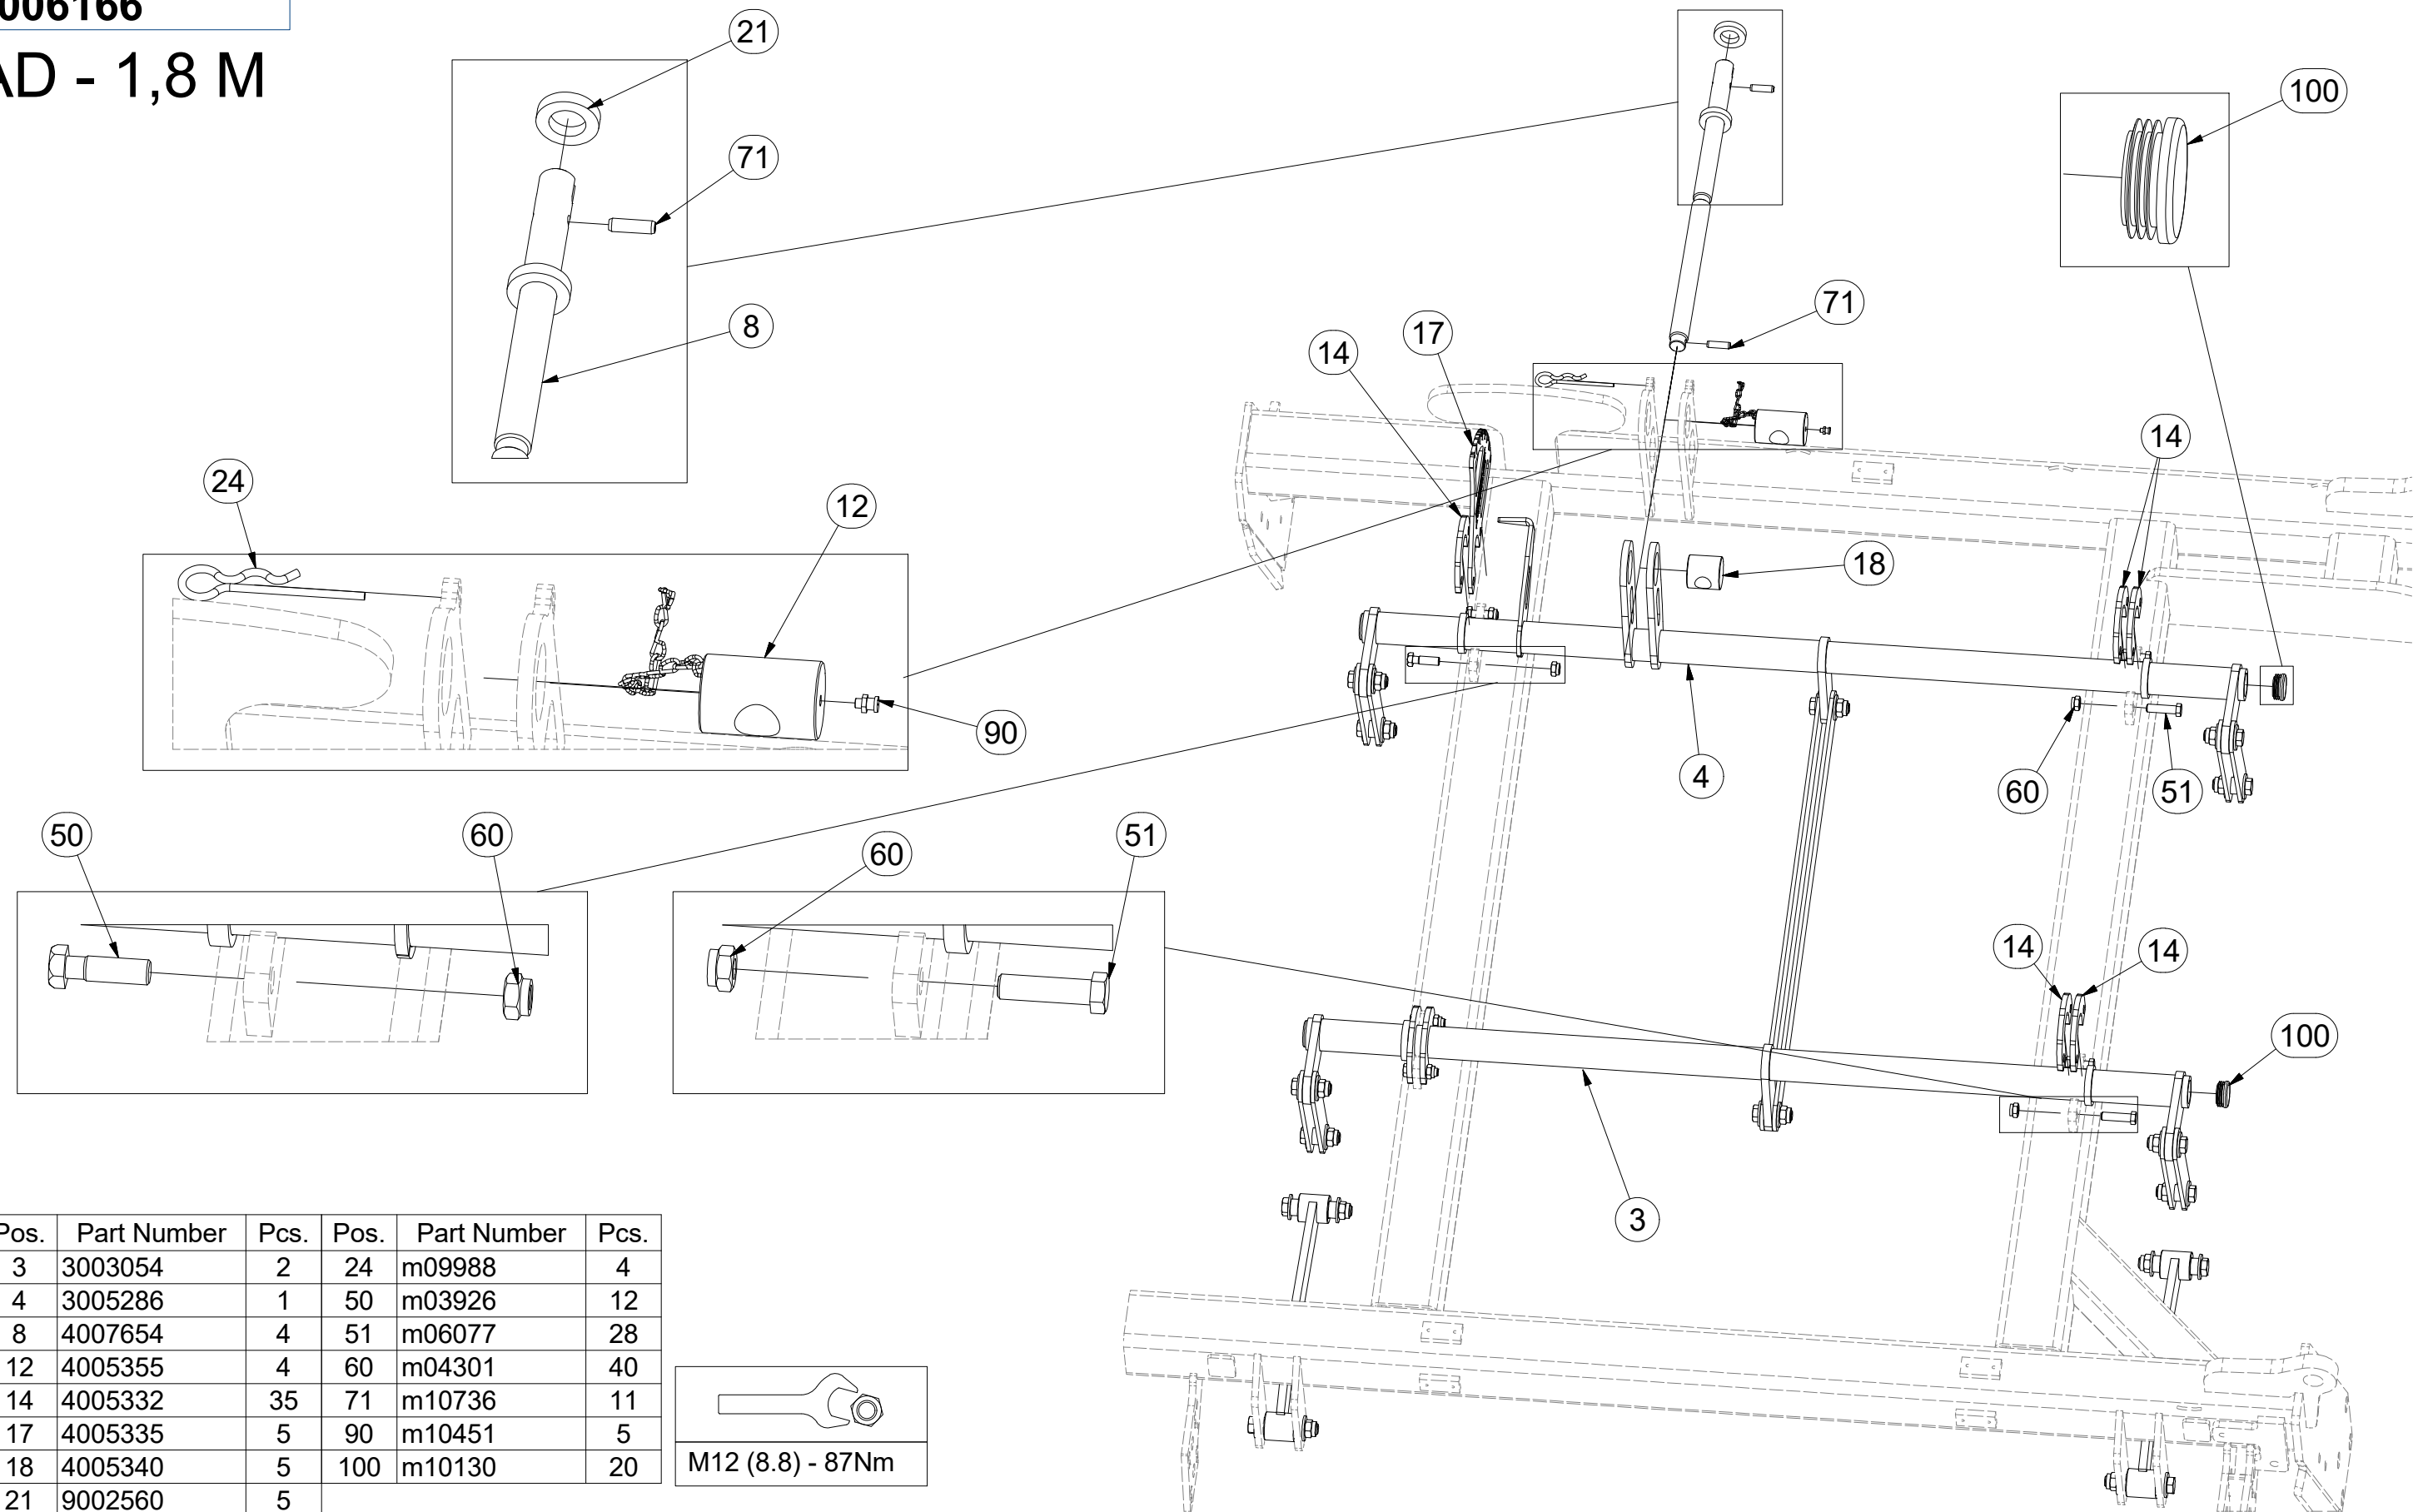 006166
AD - 1,8 M
21
71
8
100
71
17
14
14
18
24
12
90
4
60
51
50
60
60
51
14
14
100
3
Pos. Part Number Pcs. Pos. Part Number Pcs.
3 3003054 2 24 m09988 4
4 3005286 1 50 m03926 12
8 4007654 4 51 m06077 28
12 4005355 4 60 m04301 40
14 4005332 35 71 m10736 11
17 4005335 5 90 m10451 5
18 4005340 5 100 m10130 20
21 9002560 5
M12 (8.8) - 87Nm